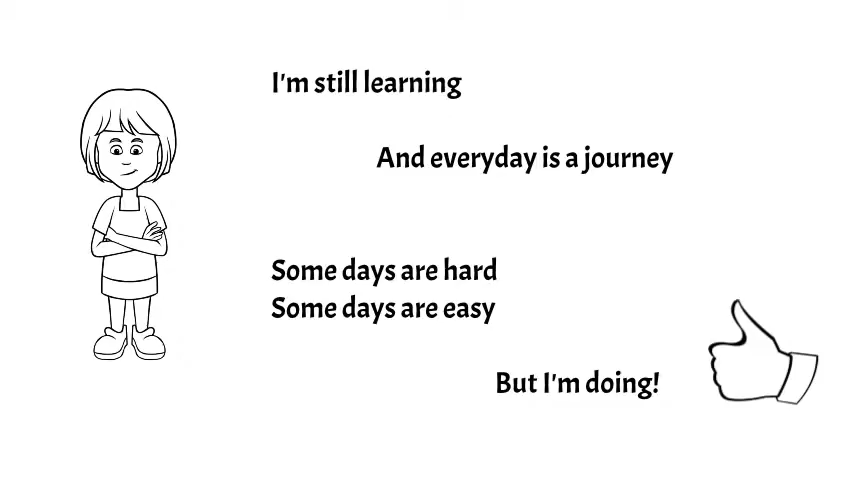 I'm still learning
And everyday is a journey
Some days are hard
Some days are easy
But I'm doing!